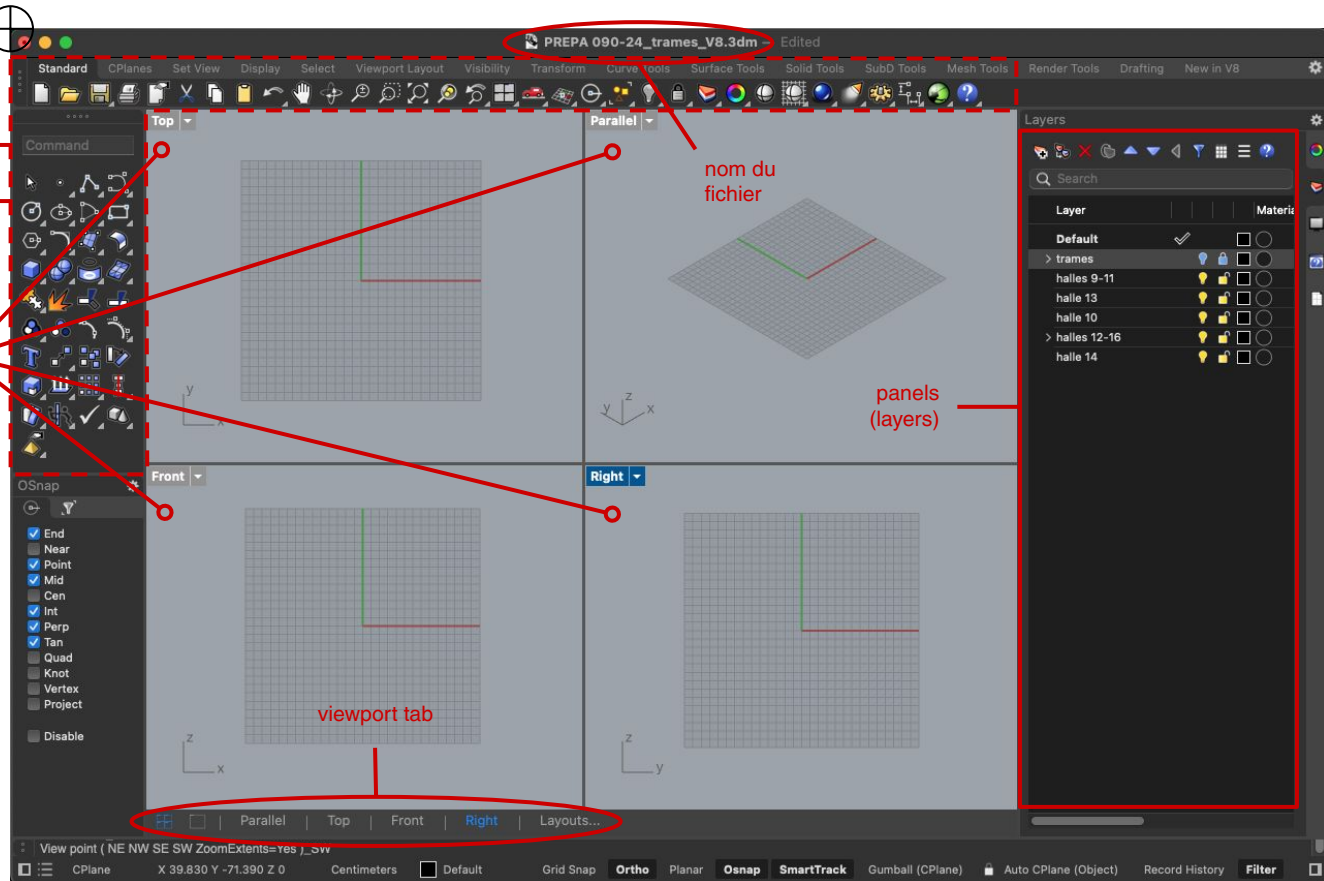 PREPA 090-24_trames_V8.3dm — Edited
Standard CPlanes Set View Display Select Viewport Layout Visibility Transform Curve Tools Surface Tools Solid Tools SubD Tools Mesh Tools Render Tools Drafting New in V8
Command
Top
Parallel
nom du
fichier
y
x
y z x
Layers
Search
Layer Materia
Default
> trames
halles 9-11
halle 13
halle 10
> halles 12-16
halle 14
panels
(layers)
OSnap
End
Near
Point
Mid
Cen
Int
Perp
Tan
Quad
Knot
Vertex
Project
Disable
Front
Right
viewport tab
z
x
z
y
Parallel | Top | Front | Right | Layouts...
View point ( NE NW SE SW ZoomExtents=Yes )_SW
CPlane X 39.830 Y -71.390 Z 0 Centimeters Default Grid Snap Ortho Planar Osnap SmartTrack Gumball (CPlane) Auto CPlane (Object) Record History Filter